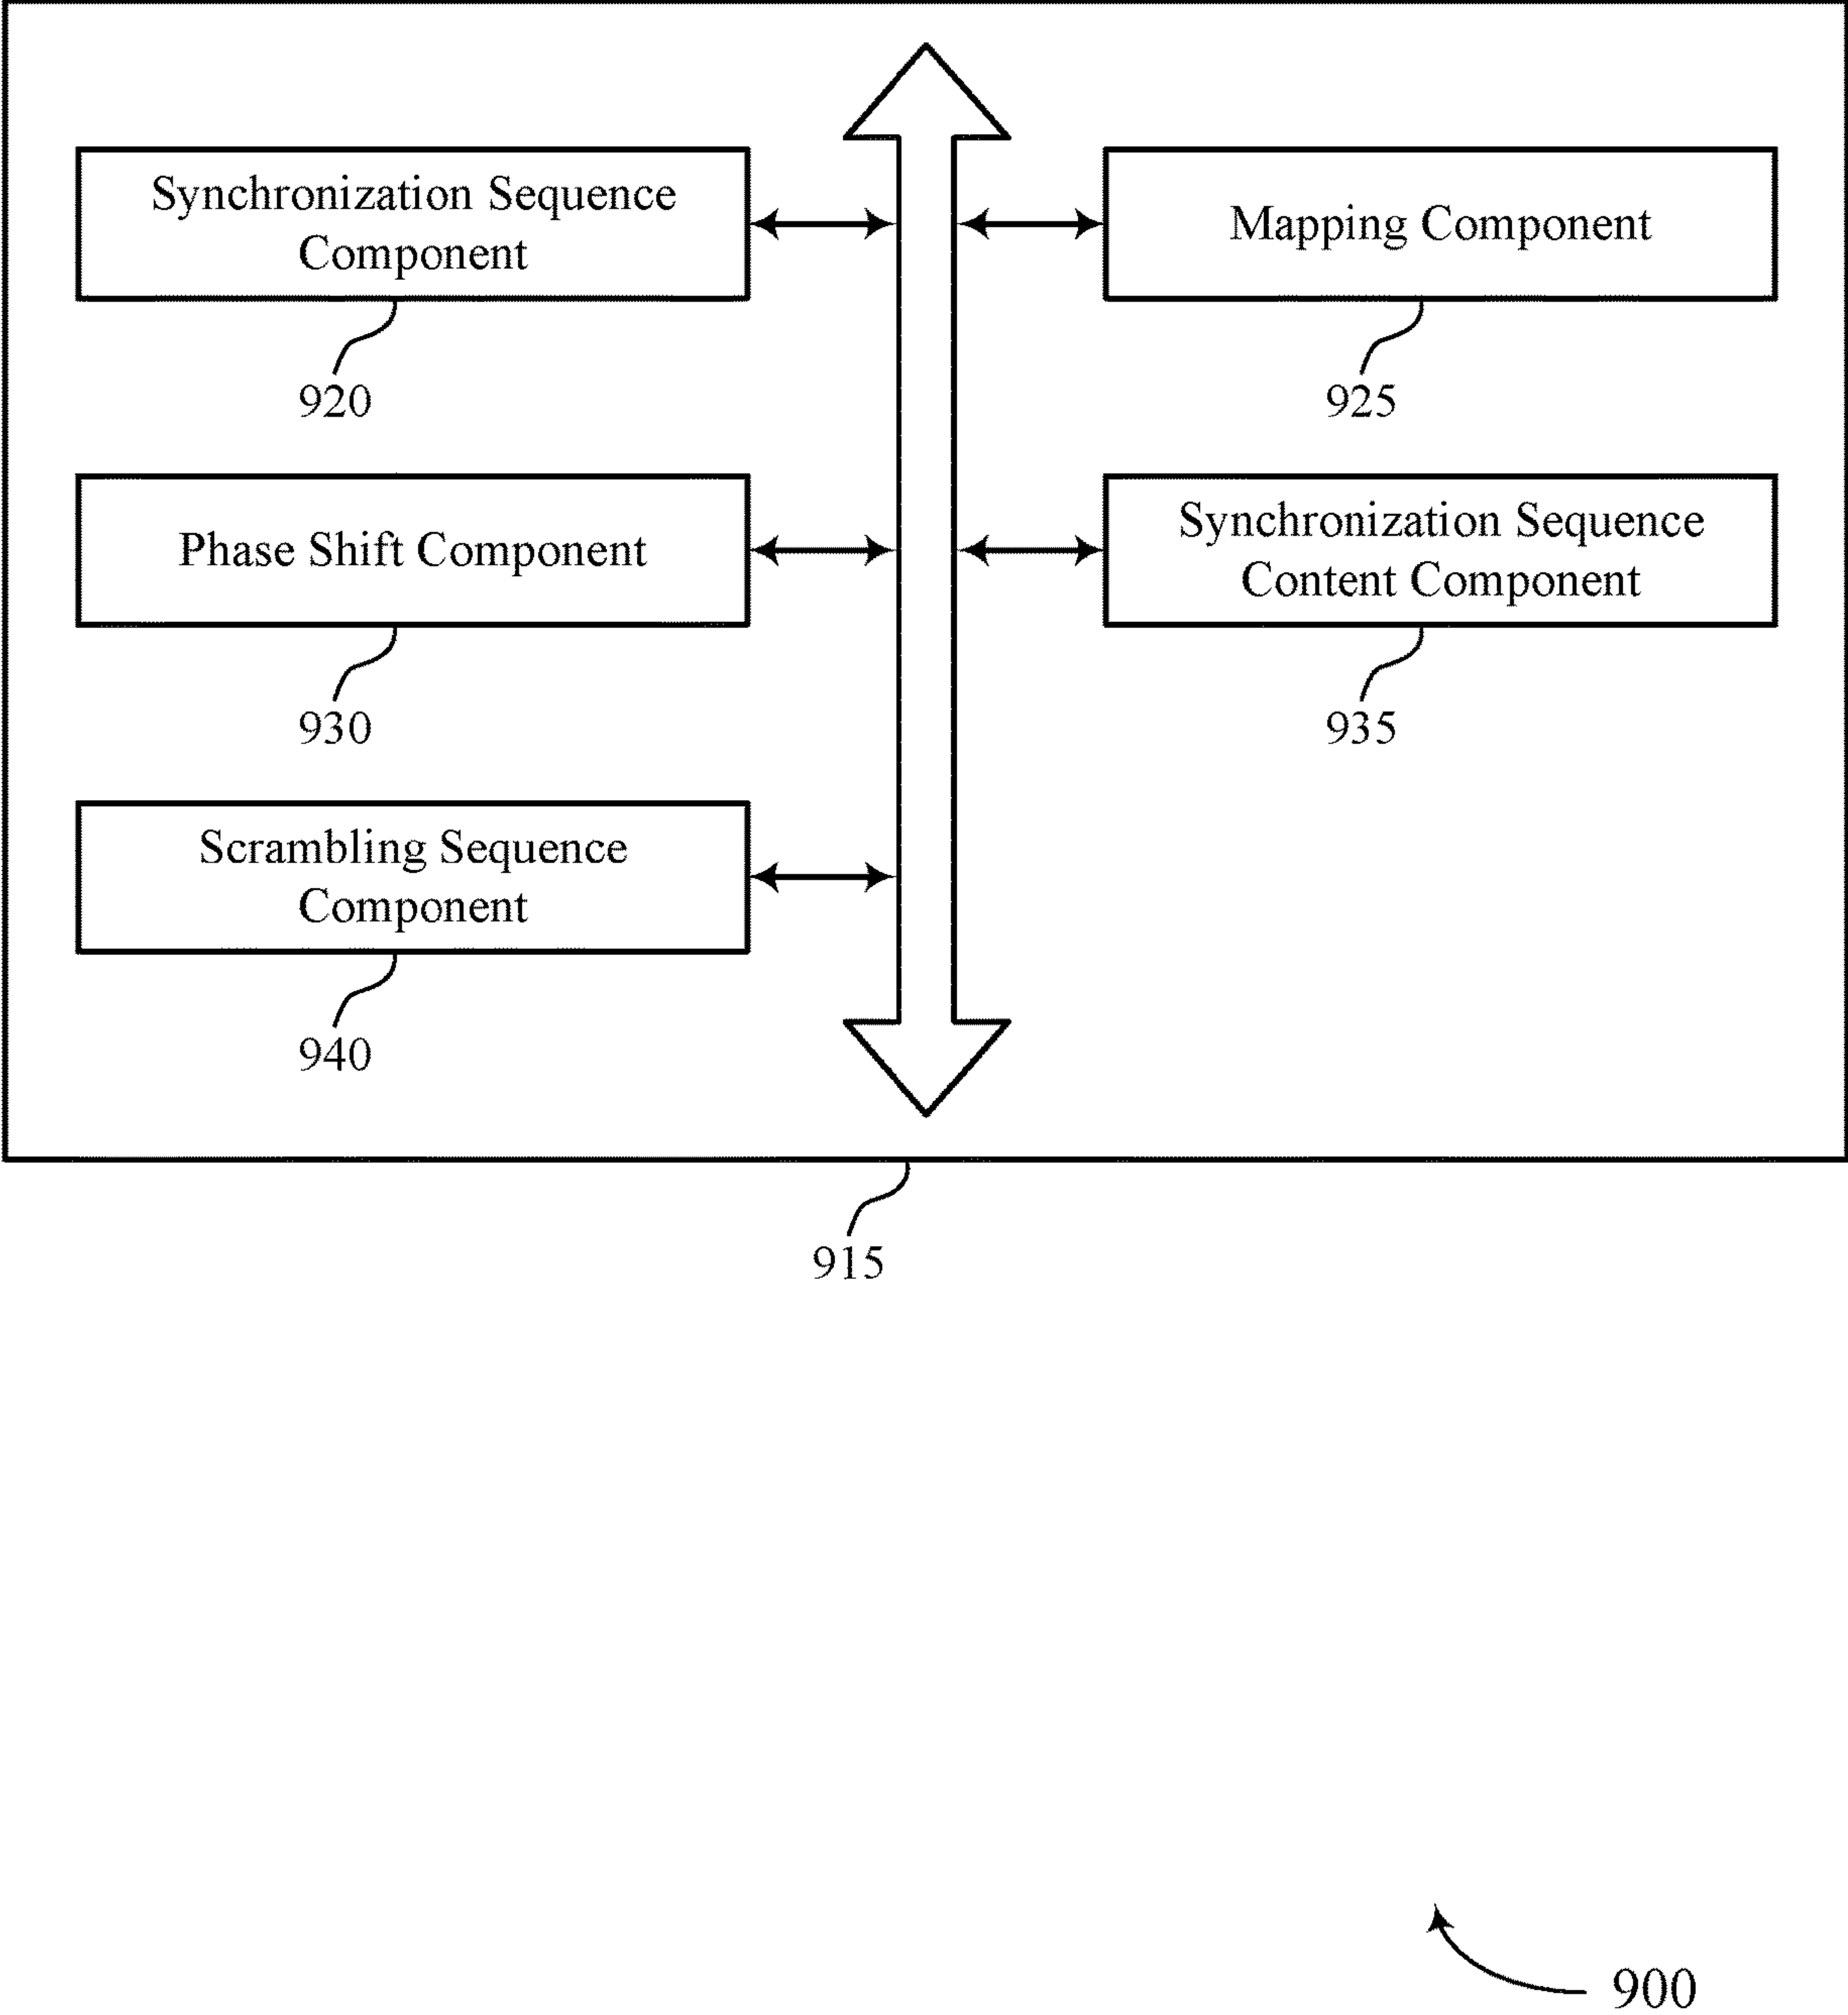 Synchronization Sequence
Component
920
Mapping Component
925
Phase Shift Component
930
Synchronization Sequence
Content Component
935
Scrambling Sequence
Component
940
915
900